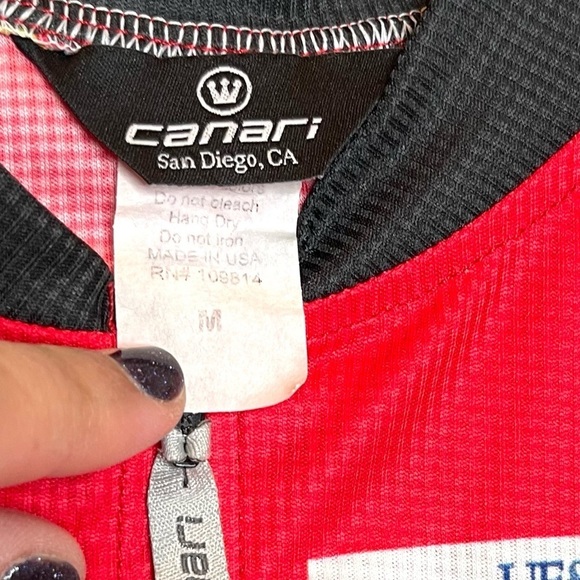 canari
San Diego, CA
Do not bleach
Hang Dry
Do not iron
MADE IN USA
RN# 109814
M